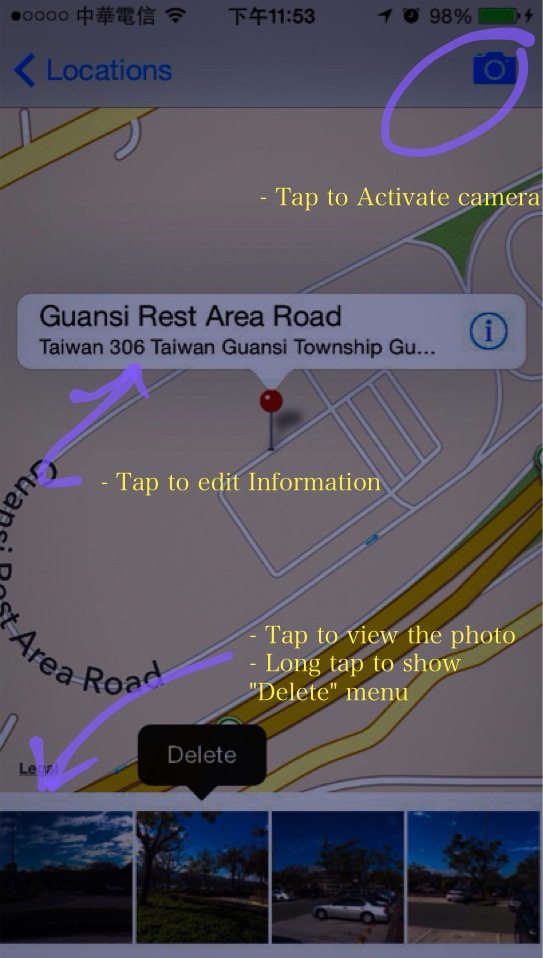 中華電信 下午11:53 98%
Locations
- Tap to Activate camera
Guansi Rest Area Road
Taiwan 306 Taiwan Guansi Township Gu...
- Tap to edit Information
Guansi Rest Area Road
- Tap to view the photo
- Long tap to show
"Delete" menu
Delete
Legal